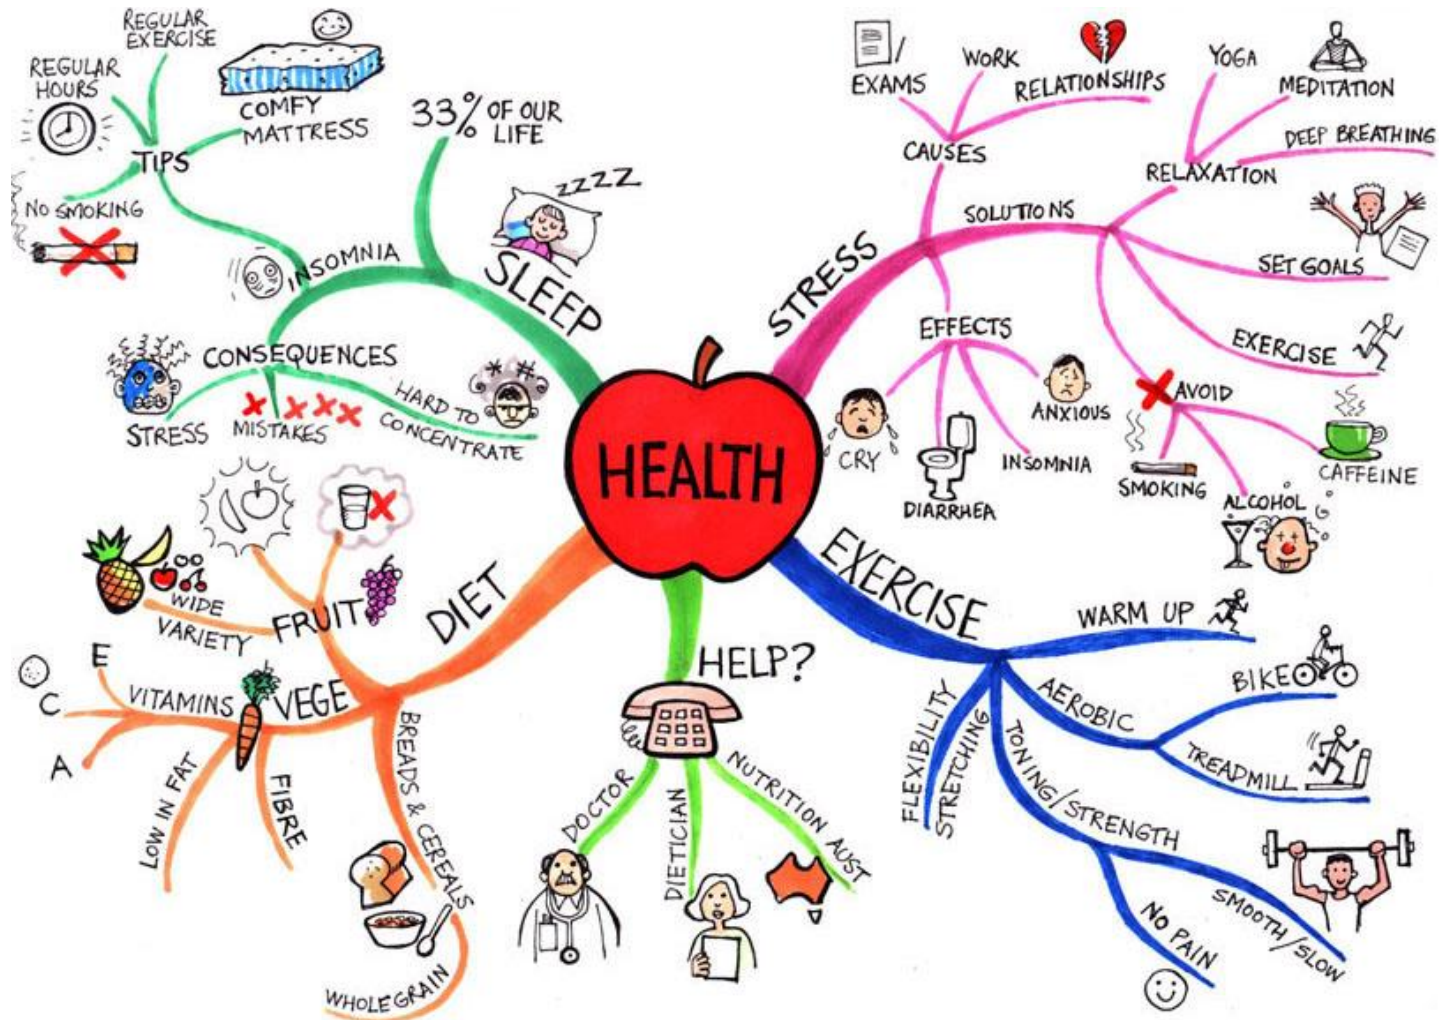 HEALTH
SLEEP
33% OF OUR
LIFE
ZZZZ
INSOMNIA
TIPS
REGULAR
HOURS
REGULAR
EXERCISE
COMFY
MATTRESS
NO SMOKING
CONSEQUENCES
STRESS
MISTAKES
HARD TO
CONCENTRATE
STRESS
CAUSES
EXAMS
WORK
RELATIONSHIPS
SOLUTIONS
RELAXATION
YOGA
MEDITATION
DEEP BREATHING
SET GOALS
EXERCISE
AVOID
SMOKING
ALCOHOL
CAFFEINE
EFFECTS
CRY
DIARRHEA
INSOMNIA
ANXIOUS
EXERCISE
WARM UP
AEROBIC
BIKE
TREADMILL
TONING/STRENGTH
SMOOTH/SLOW
NO PAIN
FLEXIBILITY
STRETCHING
HELP?
DOCTOR
DIETICIAN
NUTRITION AUST
DIET
FRUIT
WIDE
VARIETY
VEGE
VITAMINS
E
C
A
LOW IN FAT
FIBRE
BREADS & CEREALS
WHOLEGRAIN